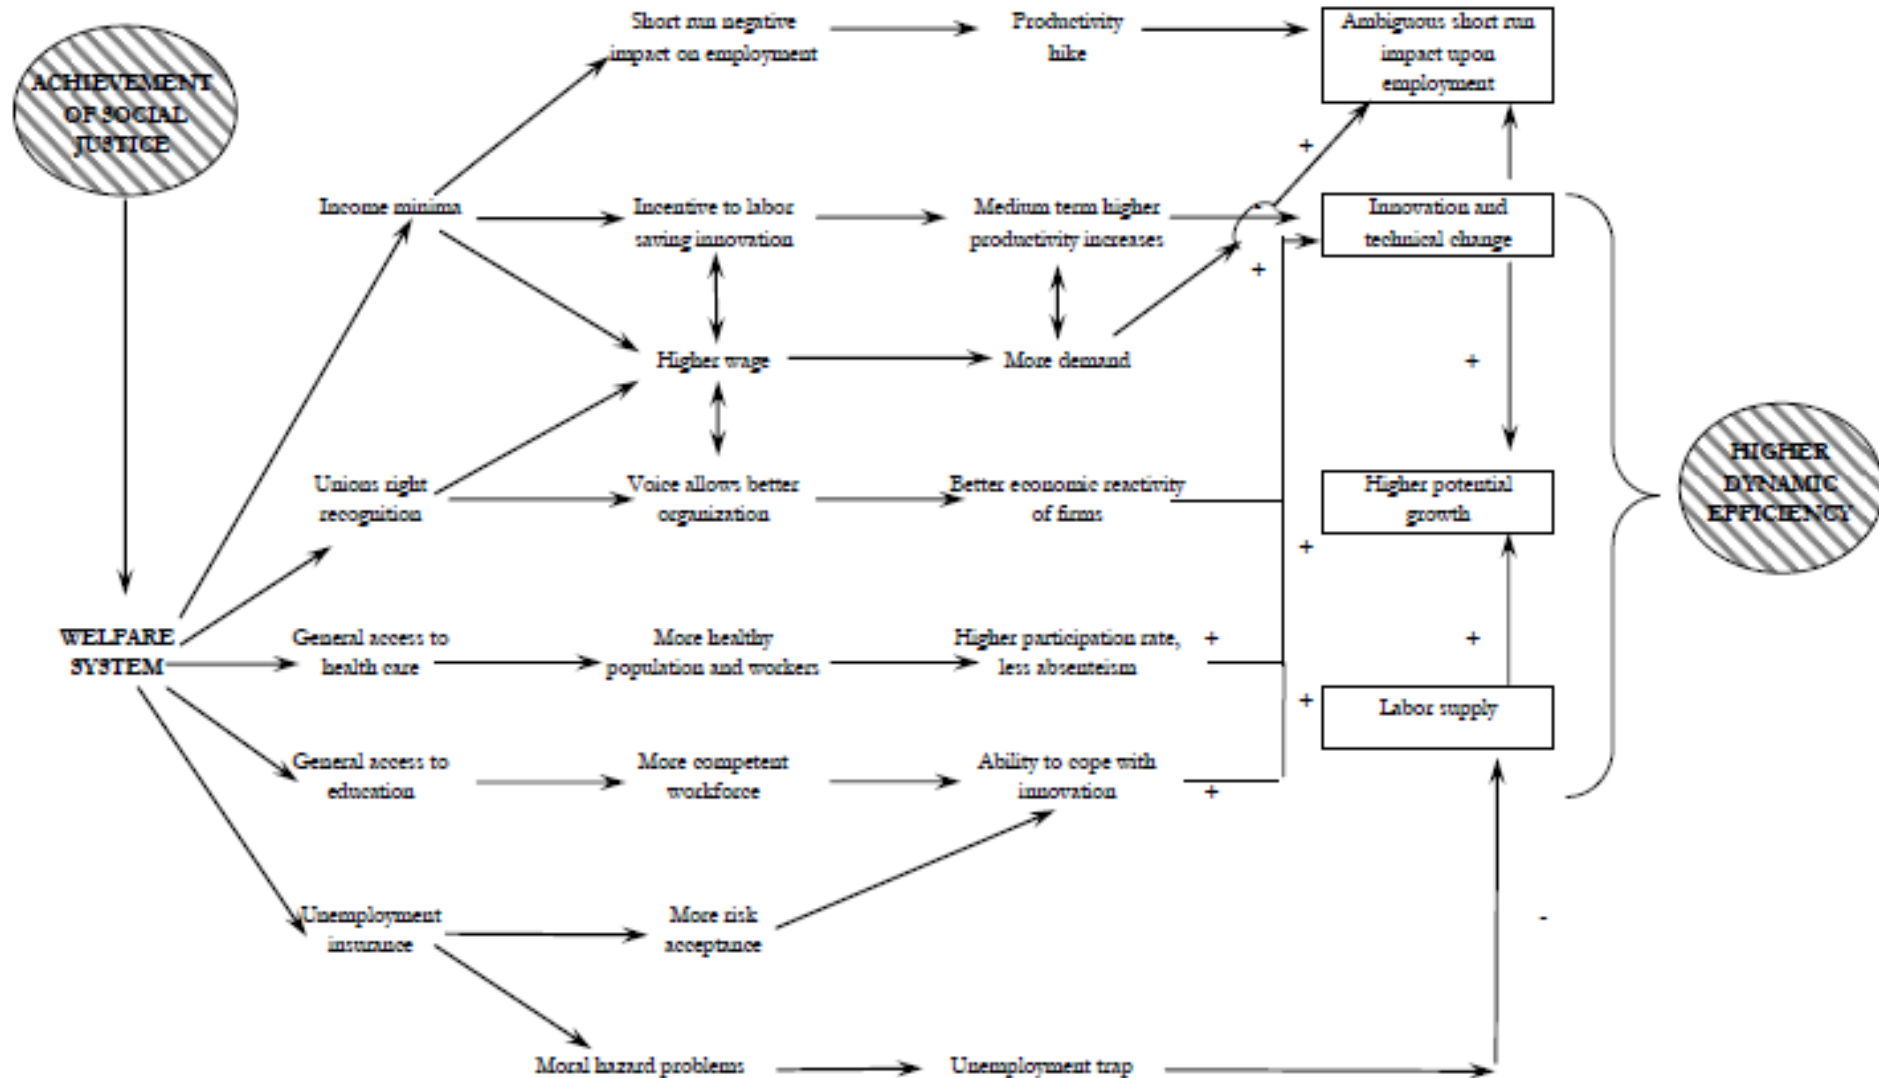 ACHIEVEMENT
OF SOCIAL
JUSTICE
Short run negative
impact on employment
Productivity
hike
Ambiguous short run
impact upon
employment
+
Income minima
Incentive to labor
saving innovation
Medium term higher
productivity increases
-
Innovation and
technical change
+
Higher wage
More demand
+
Unions right
recognition
Voice allows better
organization
Better economic reactivity
of firms
Higher potential
growth
HIGHER
DYNAMIC
EFFICIENCY
+
WELFARE
SYSTEM
General access to
health care
More healthy
population and workers
Higher participation rate,
less absenteism
+
+
+
Labor supply
General access to
education
More competent
workforce
Ability to cope with
innovation
+
Unemployment
insurance
More risk
acceptance
-
Moral hazard problems
Unemployment trap